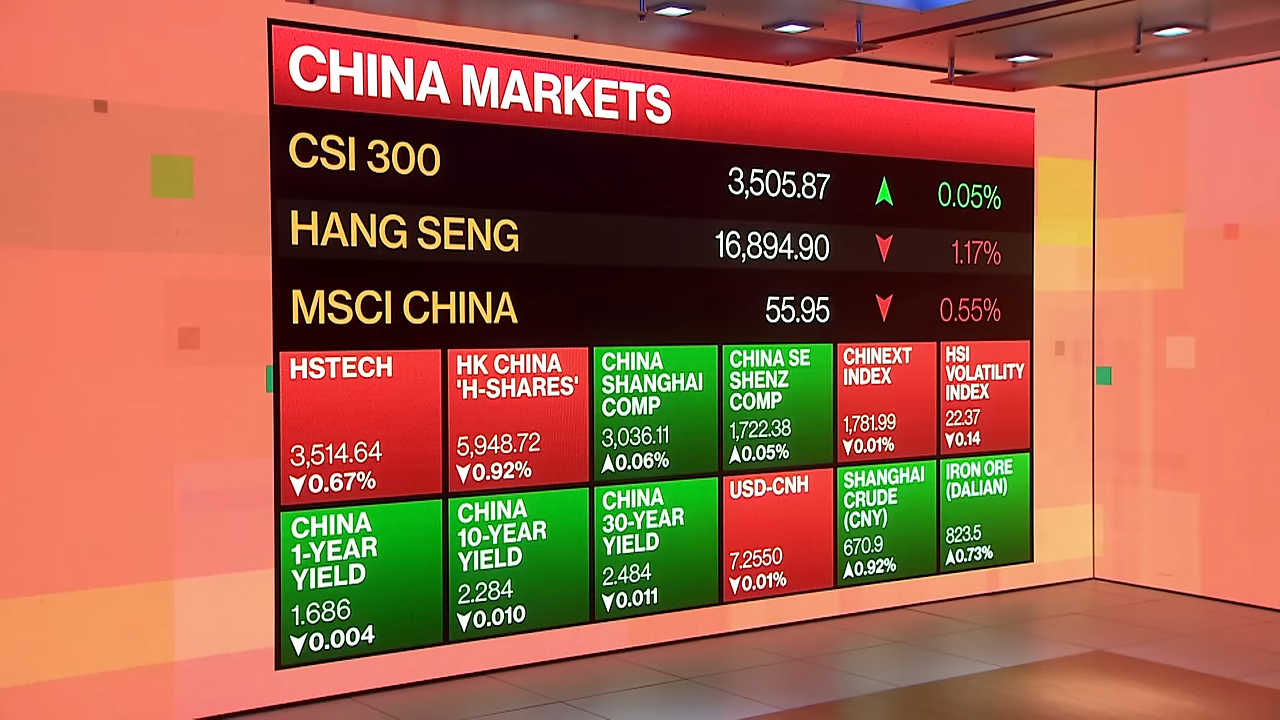 CHINA MARKETS
CSI 300 3,505.87 ▲ 0.05%
HANG SENG 16,894.90 ▼ 1.17%
MSCI CHINA 55.95 ▼ 0.55%
HSTECH
3,514.64
▼0.67%
HK CHINA
'H-SHARES'
5,948.72
▼0.92%
CHINA
SHANGHAI
COMP
3,036.11
▲0.06%
CHINA SE
SHENZ
COMP
1,722.38
▲0.05%
CHINEXT
INDEX
1,781.99
▼0.01%
HSI
VOLATILITY
INDEX
22.37
▼0.14
CHINA
1-YEAR
YIELD
1.686
▼0.004
CHINA
10-YEAR
YIELD
2.284
▼0.010
CHINA
30-YEAR
YIELD
2.484
▼0.011
USD-CNH
7.2550
▼0.01%
SHANGHAI
CRUDE
(CNY)
670.9
▲0.92%
IRON ORE
(DALIAN)
823.5
▲0.73%